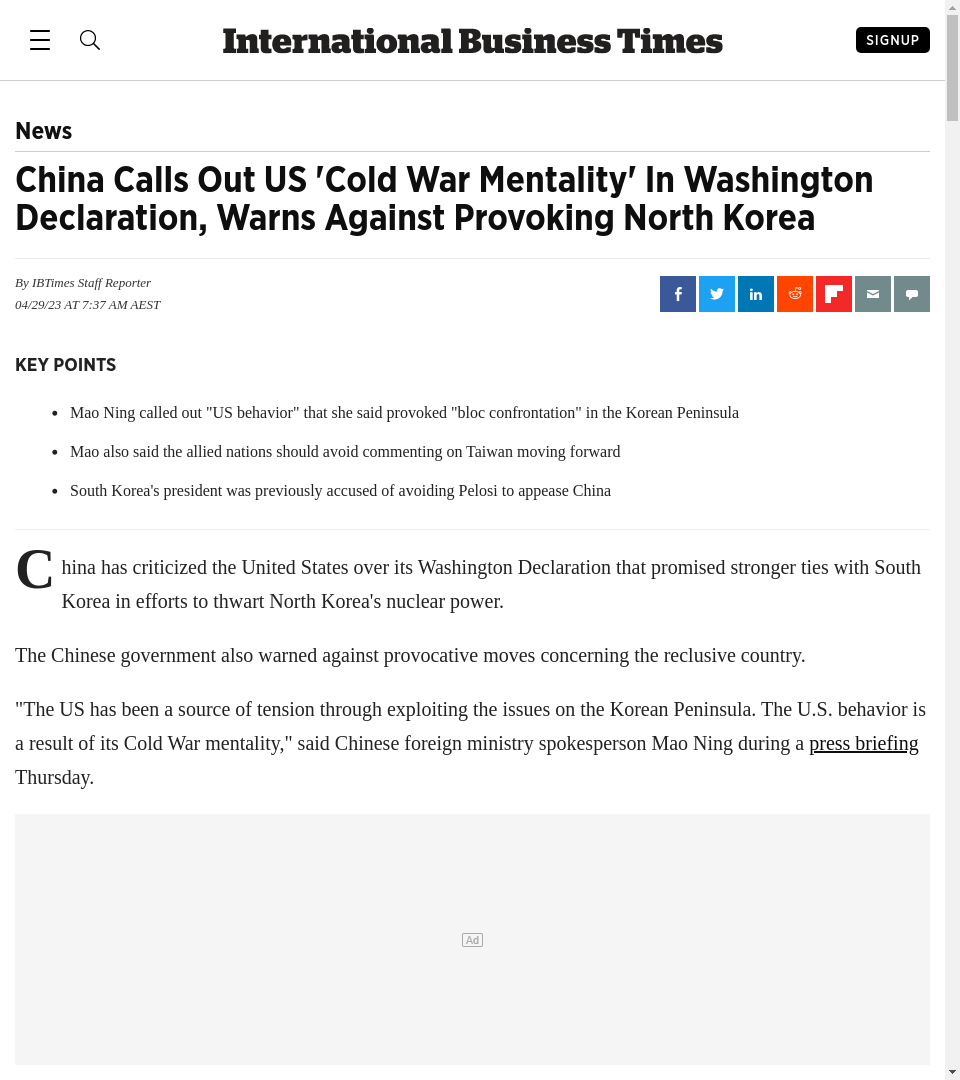 International Business Times
SIGNUP
News
China Calls Out US 'Cold War Mentality' In Washington
Declaration, Warns Against Provoking North Korea
By IBTimes Staff Reporter
04/29/23 AT 7:37 AM AEST
KEY POINTS
Mao Ning called out "US behavior" that she said provoked "bloc confrontation" in the Korean Peninsula
Mao also said the allied nations should avoid commenting on Taiwan moving forward
South Korea's president was previously accused of avoiding Pelosi to appease China
China has criticized the United States over its Washington Declaration that promised stronger ties with South
Korea in efforts to thwart North Korea's nuclear power.
The Chinese government also warned against provocative moves concerning the reclusive country.
"The US has been a source of tension through exploiting the issues on the Korean Peninsula. The U.S. behavior is
a result of its Cold War mentality," said Chinese foreign ministry spokesperson Mao Ning during a press briefing
Thursday.
Ad